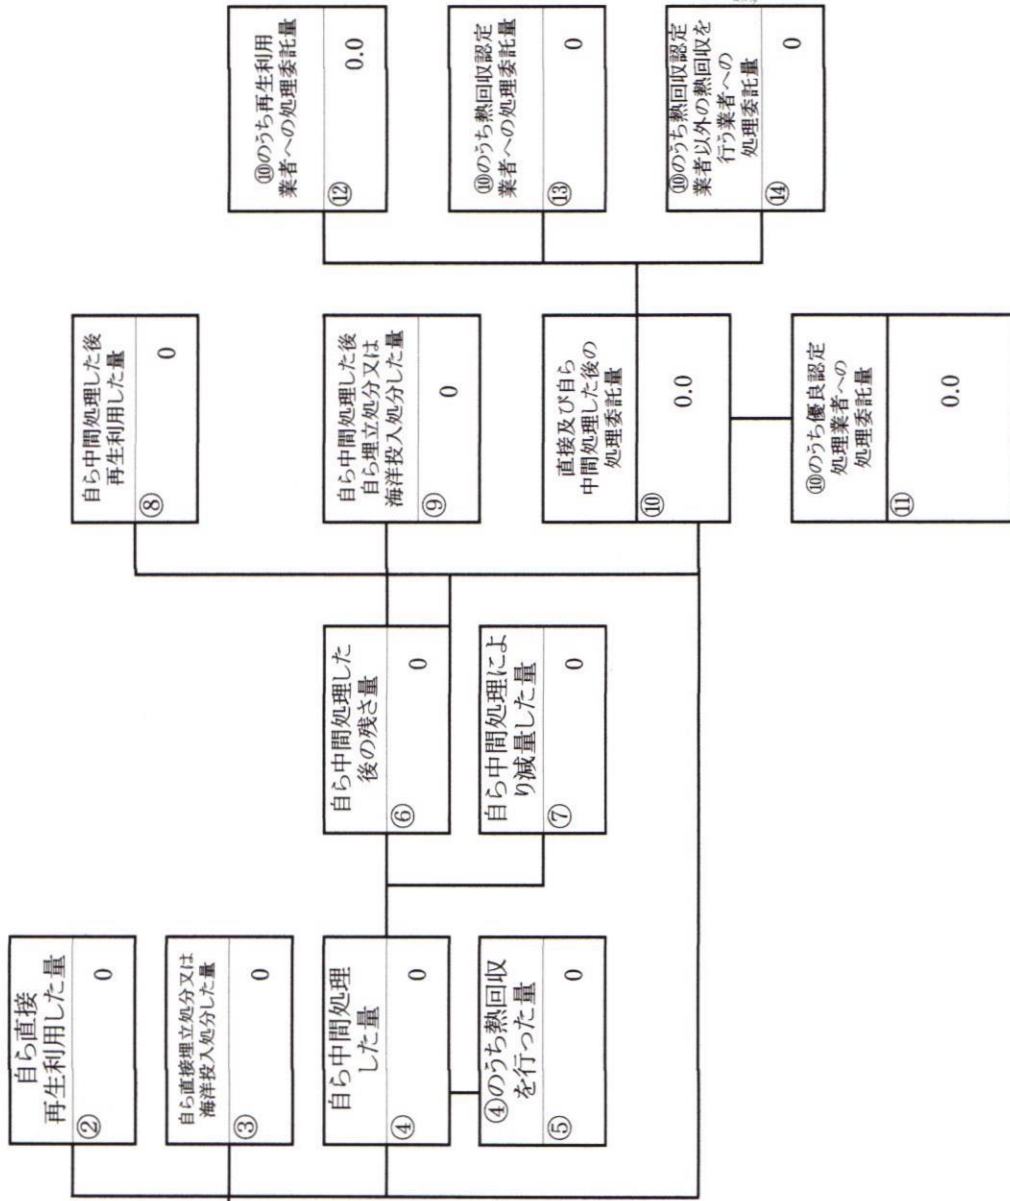 自ら直接
再生利用した量
②
0
自ら直接埋立処分又は
海洋投入処分した量
③
0
自ら中間処理
した量
④
0
④のうち熱回収
を行った量
⑤
0
自ら中間処理した
後の残さ量
⑥
0
自ら中間処理によ
り減量した量
⑦
0
自ら中間処理した後
再生利用した量
⑧
0
自ら中間処理した後
自ら埋立処分又は
海洋投入処分した量
⑨
0
直接及び自ら
中間処理した後の
処理委託量
⑩
0.0
⑩のうち優良認定
処理業者への
処理委託量
⑪
0.0
⑩のうち再生利用
業者への処理委託量
⑫
0.0
⑩のうち熱回収認定
業者への処理委託量
⑬
0
⑩のうち熱回収認定
業者以外の熱回収を
行う業者への
処理委託量
⑭
0